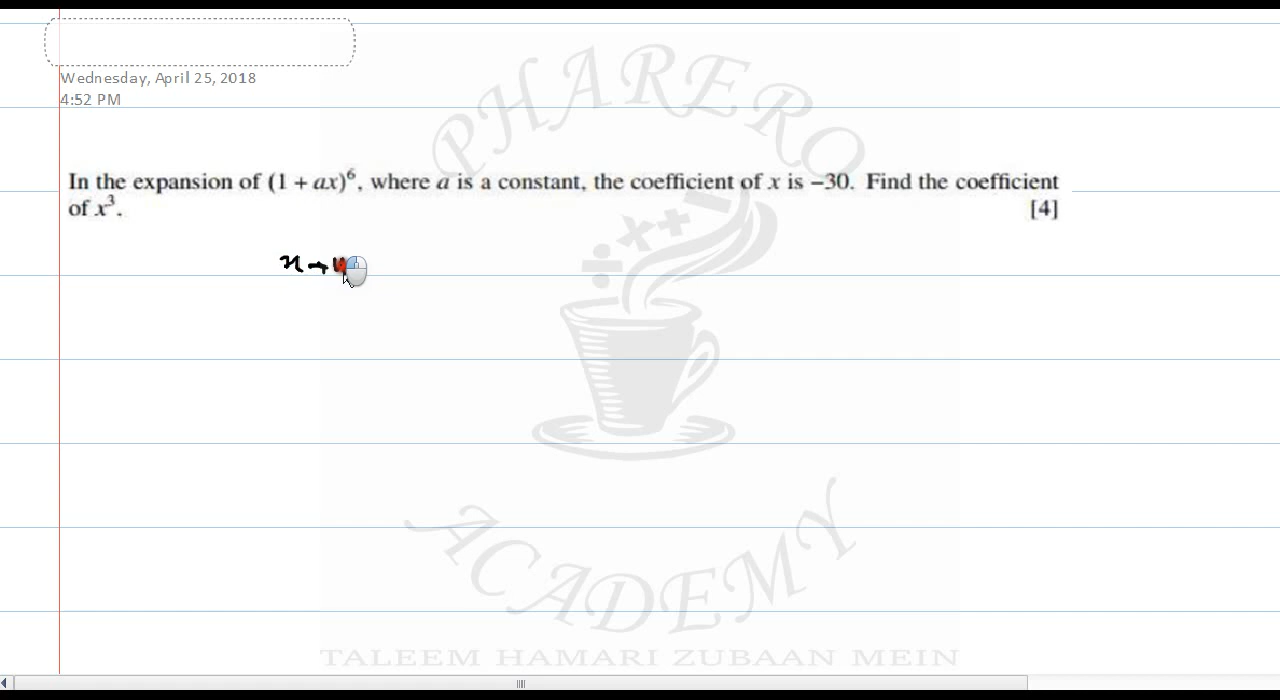 Wednesday, April 25, 2018
4:52 PM
PHARERO
In the expansion of (1 + ax)⁶, where a is a constant, the coefficient of x is −30. Find the coefficient
of x³. [4]
x →
ACADEMY
TALEEM HAMARI ZUBAAN MEIN